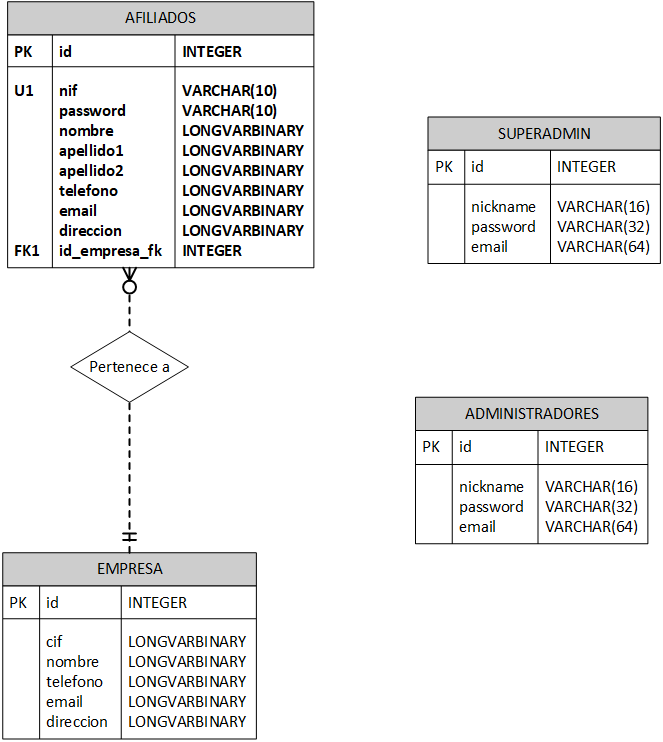 AFILIADOS
PK id INTEGER
U1 nif VARCHAR(10)
password VARCHAR(10)
nombre LONGVARBINARY
apellido1 LONGVARBINARY
apellido2 LONGVARBINARY
telefono LONGVARBINARY
email LONGVARBINARY
direccion LONGVARBINARY
FK1 id_empresa_fk INTEGER
Pertenece a
EMPRESA
PK id INTEGER
cif LONGVARBINARY
nombre LONGVARBINARY
telefono LONGVARBINARY
email LONGVARBINARY
direccion LONGVARBINARY
SUPERADMIN
PK id INTEGER
nickname VARCHAR(16)
password VARCHAR(32)
email VARCHAR(64)
ADMINISTRADORES
PK id INTEGER
nickname VARCHAR(16)
password VARCHAR(32)
email VARCHAR(64)